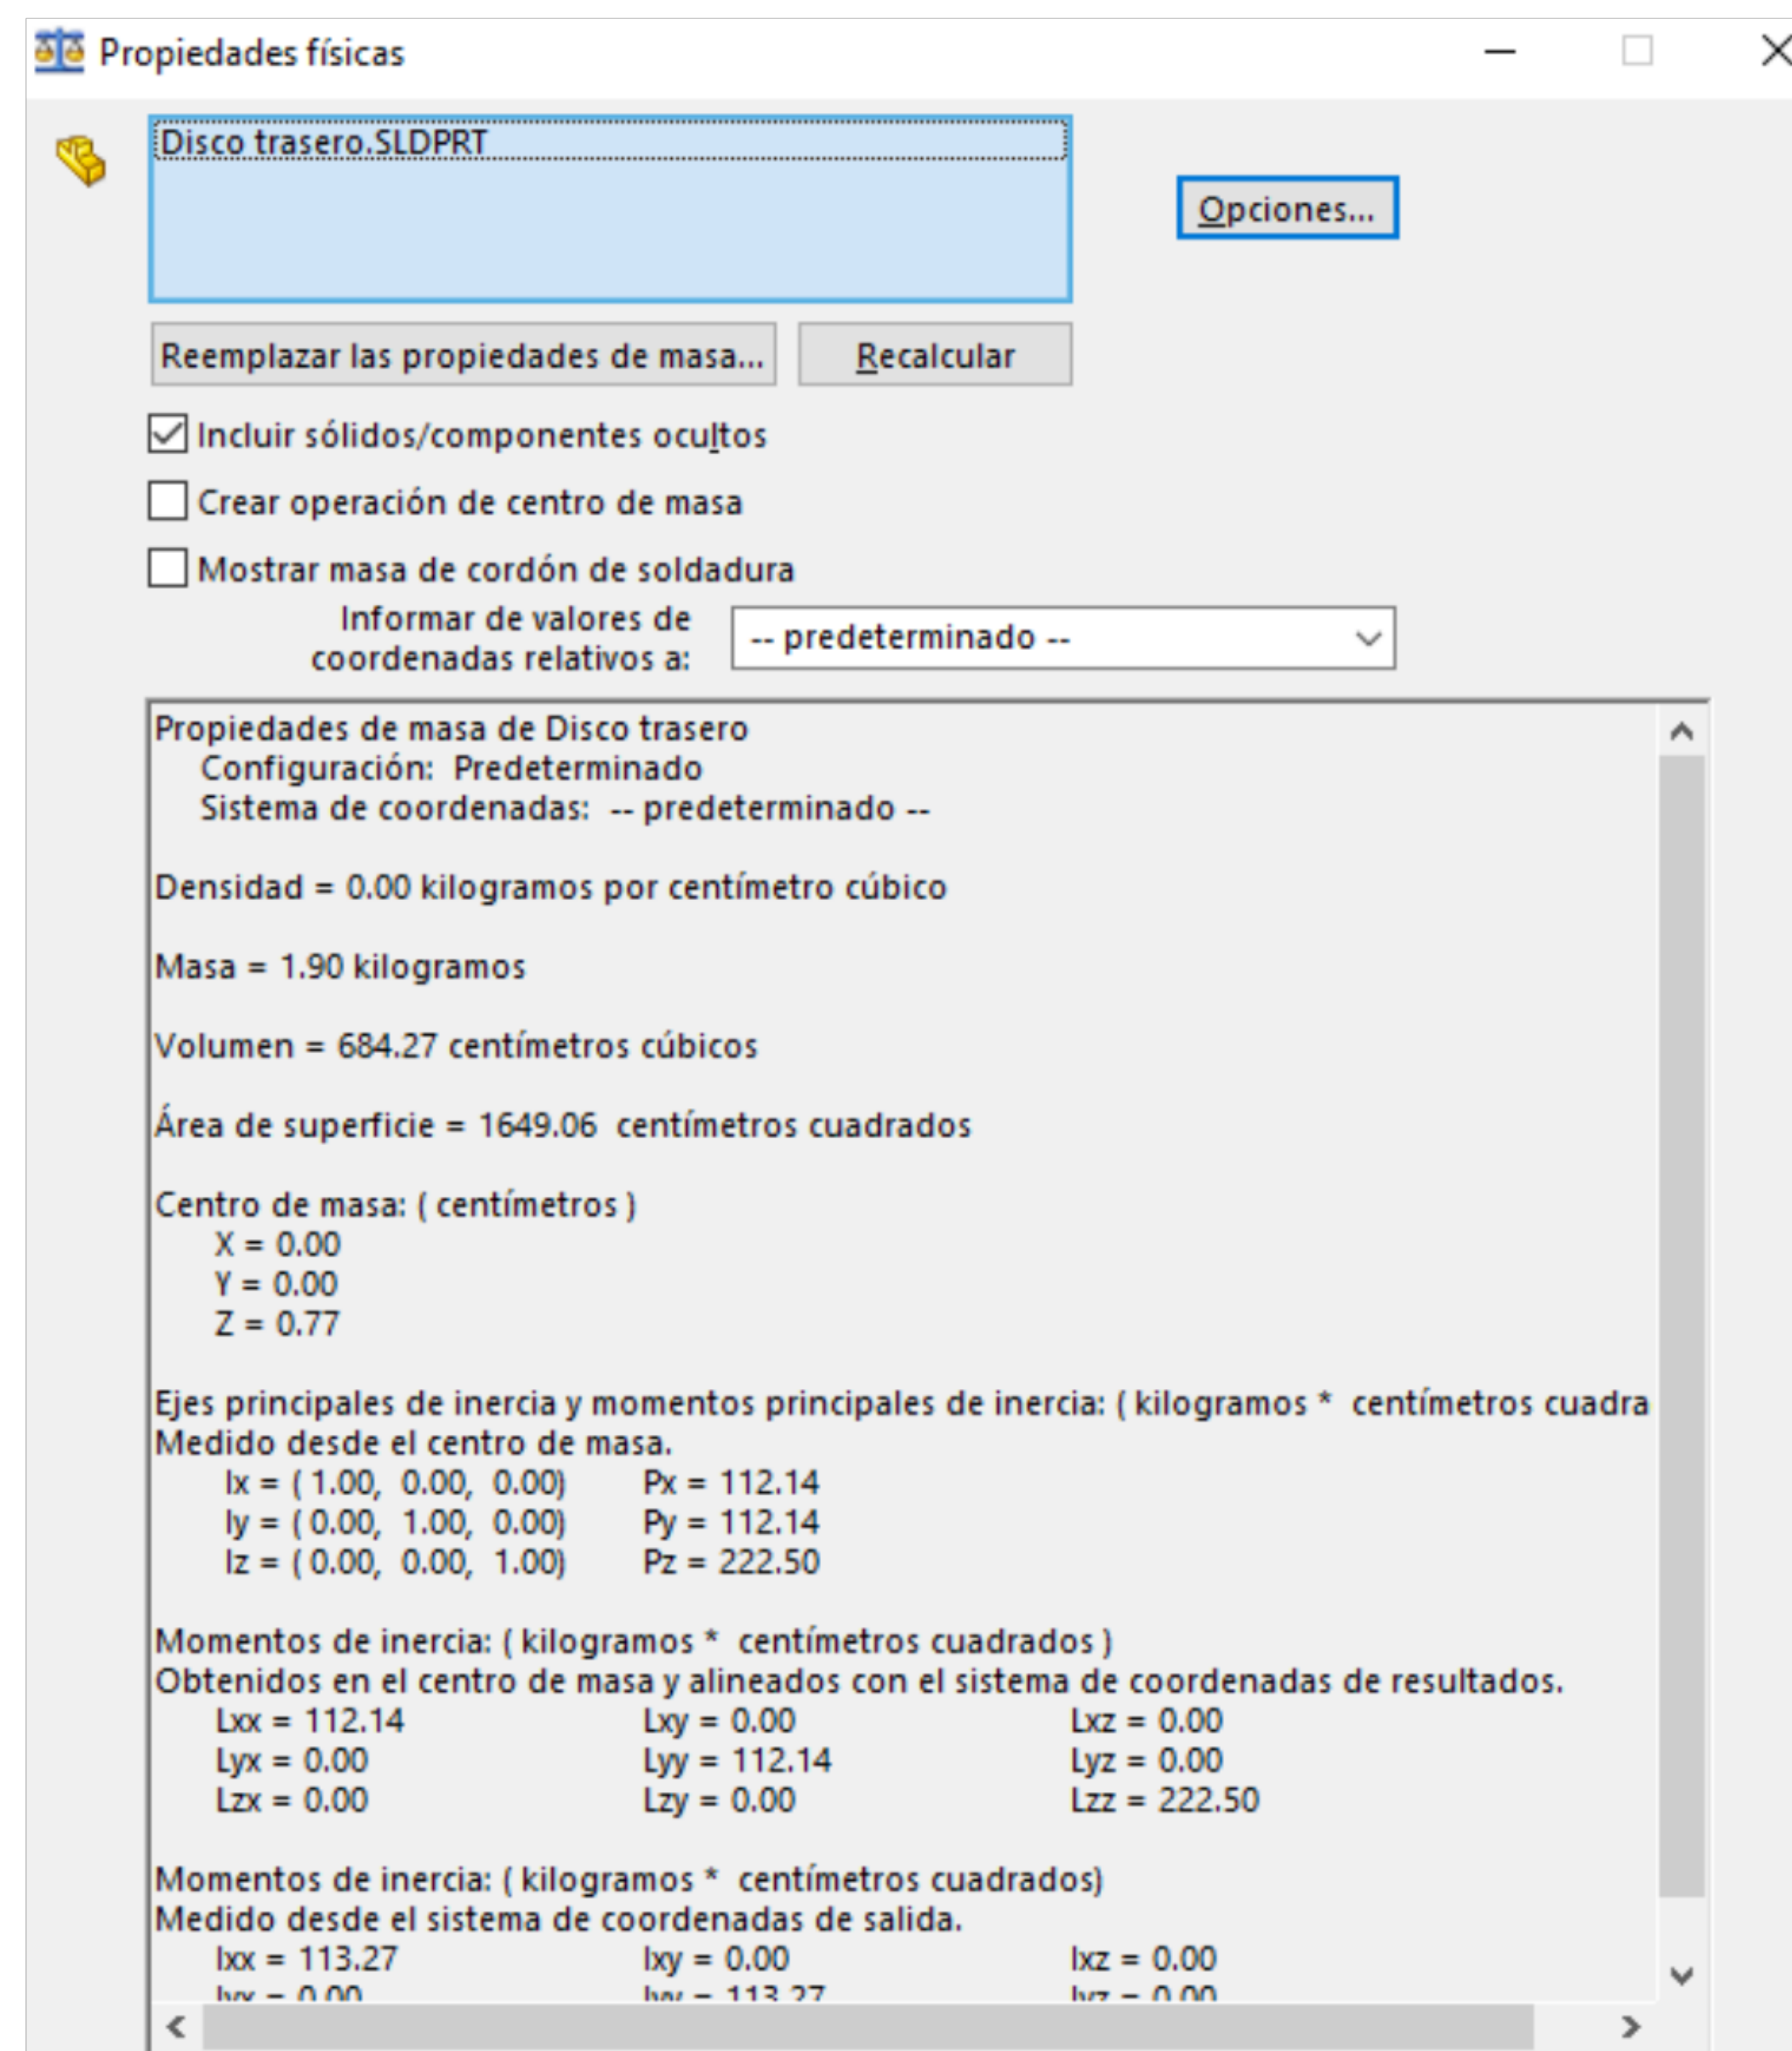 Propiedades físicas
Disco trasero.SLDPRT
Opciones...
Reemplazar las propiedades de masa...
Recalcular
Incluir sólidos/componentes ocultos
Crear operación de centro de masa
Mostrar masa de cordón de soldadura
Informar de valores de
coordenadas relativos a:
-- predeterminado --
Propiedades de masa de Disco trasero
Configuración: Predeterminado
Sistema de coordenadas: -- predeterminado --
Densidad = 0.00 kilogramos por centímetro cúbico
Masa = 1.90 kilogramos
Volumen = 684.27 centímetros cúbicos
Área de superficie = 1649.06 centímetros cuadrados
Centro de masa: ( centímetros )
X = 0.00
Y = 0.00
Z = 0.77
Ejes principales de inercia y momentos principales de inercia: ( kilogramos * centímetros cuadra
Medido desde el centro de masa.
Ix = ( 1.00, 0.00, 0.00) Px = 112.14
Iy = ( 0.00, 1.00, 0.00) Py = 112.14
Iz = ( 0.00, 0.00, 1.00) Pz = 222.50
Momentos de inercia: ( kilogramos * centímetros cuadrados )
Obtenidos en el centro de masa y alineados con el sistema de coordenadas de resultados.
Lxx = 112.14 Lxy = 0.00 Lxz = 0.00
Lyx = 0.00 Lyy = 112.14 Lyz = 0.00
Lzx = 0.00 Lzy = 0.00 Lzz = 222.50
Momentos de inercia: ( kilogramos * centímetros cuadrados)
Medido desde el sistema de coordenadas de salida.
Ixx = 113.27 Ixy = 0.00 Ixz = 0.00
Iyx = 0.00 Iyy = 113.27 Iyz = 0.00